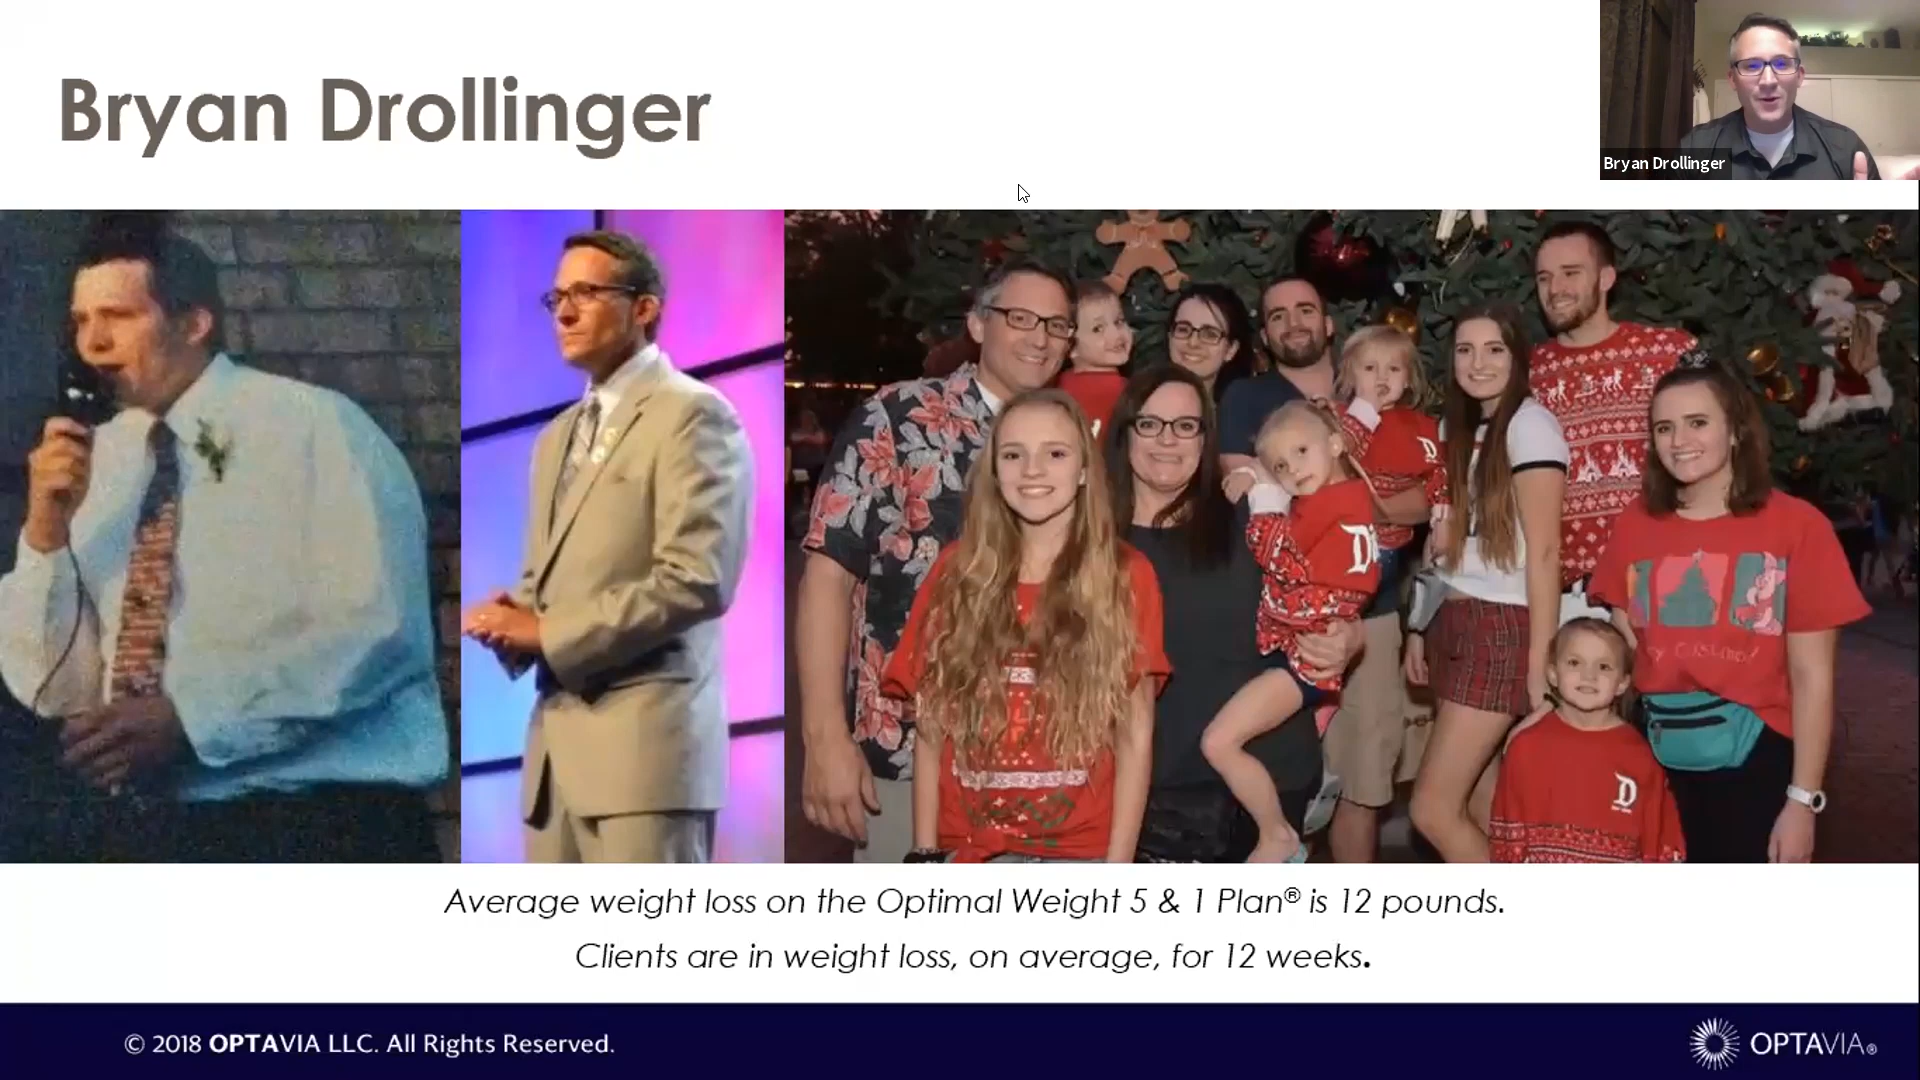 Bryan Drollinger
Bryan Drollinger
D
Di
D
Average weight loss on the Optimal Weight 5 & 1 Plan® is 12 pounds.
Clients are in weight loss, on average, for 12 weeks.
© 2018 OPTAVIA LLC. All Rights Reserved.
OPTAVIA®